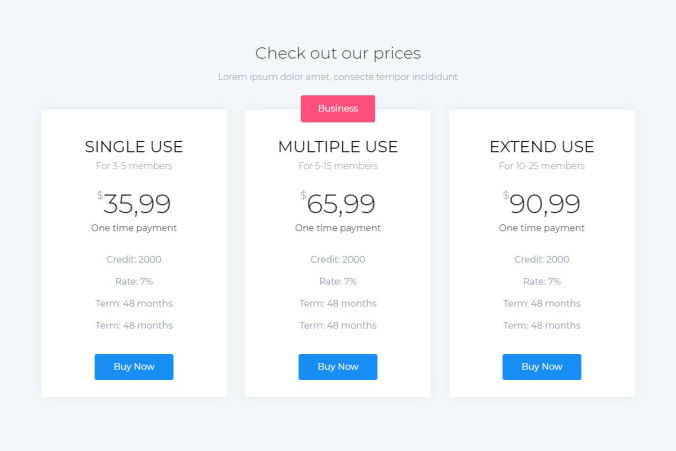 Check out our prices
Lorem ipsum dolor amet, consecte tempor incididunt
SINGLE USE
For 3-5 members
$35,99
One time payment
Credit: 2000
Rate: 7%
Term: 48 months
Term: 48 months
Buy Now
Business
MULTIPLE USE
For 5-15 members
$65,99
One time payment
Credit: 2000
Rate: 7%
Term: 48 months
Term: 48 months
Buy Now
EXTEND USE
For 10-25 members
$90,99
One time payment
Credit: 2000
Rate: 7%
Term: 48 months
Term: 48 months
Buy Now